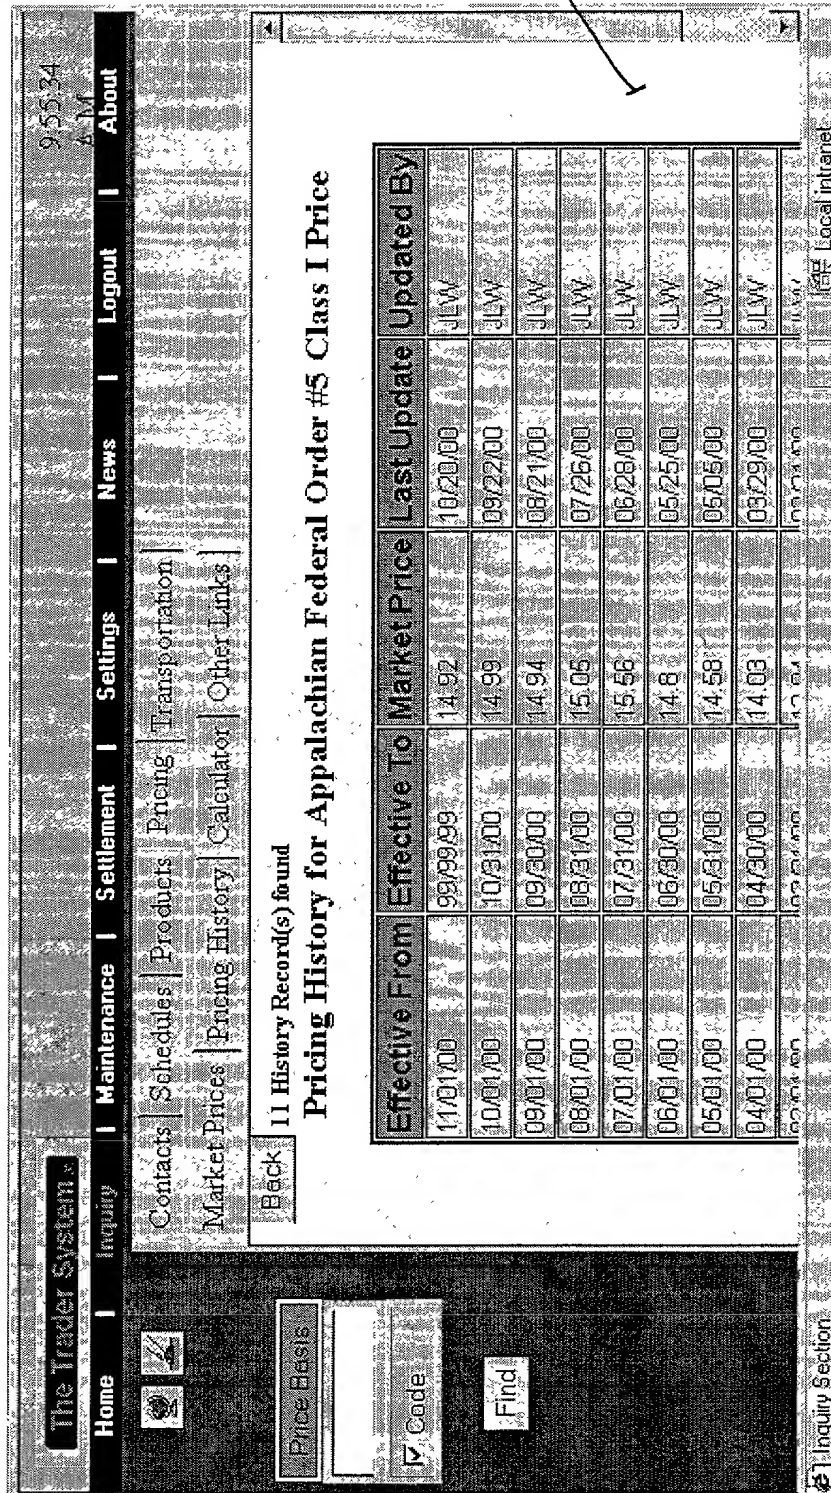 The Trader System
9:55:34 AM
Home | Inquiry | Maintenance | Settlement | Settings | News | Logout | About
Contacts | Schedules | Products | Pricing | Transportation |
Market Prices | Pricing History | Calculator | Other Links |
Price Basis
Code
Find
Back 11 History Record(s) found
Pricing History for Appalachian Federal Order #5 Class I Price
Effective From Effective To Market Price Last Update Updated By
11/01/00 99/99/99 14.92 10/20/00 JLW
10/01/00 10/31/00 14.99 09/22/00 JLW
09/01/00 09/30/00 14.94 08/21/00 JLW
08/01/00 08/31/00 15.05 07/26/00 JLW
07/01/00 07/31/00 15.56 06/28/00 JLW
06/01/00 06/30/00 14.8 05/25/00 JLW
05/01/00 05/31/00 14.58 05/05/00 JLW
04/01/00 04/30/00 14.03 03/29/00 JLW
Inquiry Section
Local intranet